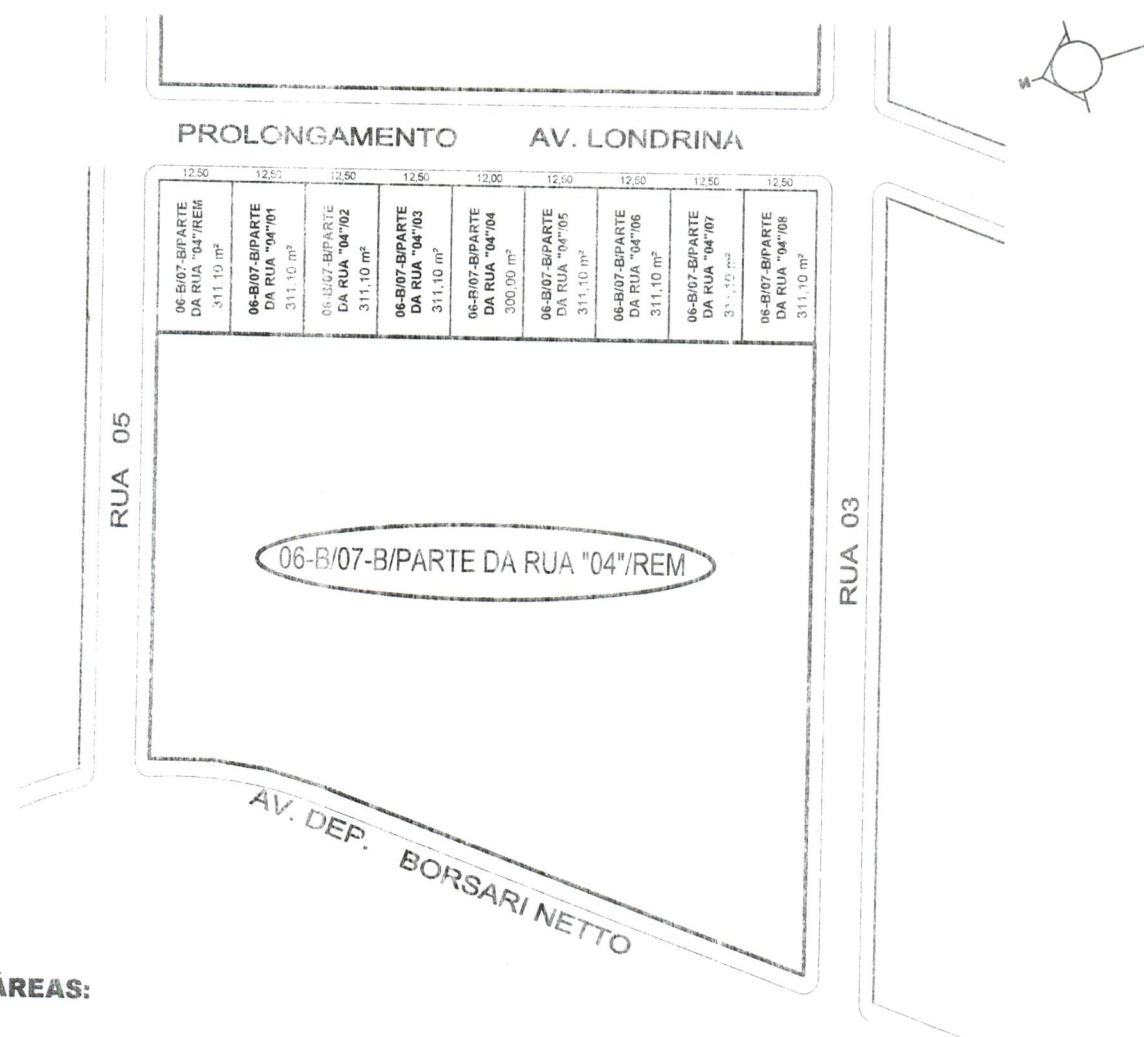 PROLONGAMENTO AV. LONDRINA
12,50 12,50 12,50 12,50 12,00 12,50 12,50 12,50 12,50
06-B/07-B/PARTE
DA RUA "04"/REM
311,10 m²
06-B/07-B/PARTE
DA RUA "04"/01
311,10 m²
06-B/07-B/PARTE
DA RUA "04"/02
311,10 m²
06-B/07-B/PARTE
DA RUA "04"/03
311,10 m²
06-B/07-B/PARTE
DA RUA "04"/04
300,00 m²
06-B/07-B/PARTE
DA RUA "04"/05
311,10 m²
06-B/07-B/PARTE
DA RUA "04"/06
311,10 m²
06-B/07-B/PARTE
DA RUA "04"/07
311,10 m²
06-B/07-B/PARTE
DA RUA "04"/08
311,10 m²
RUA 05
06-B/07-B/PARTE DA RUA "04"/REM
RUA 03
AV. DEP. BORSARI NETTO
ÁREAS:
N